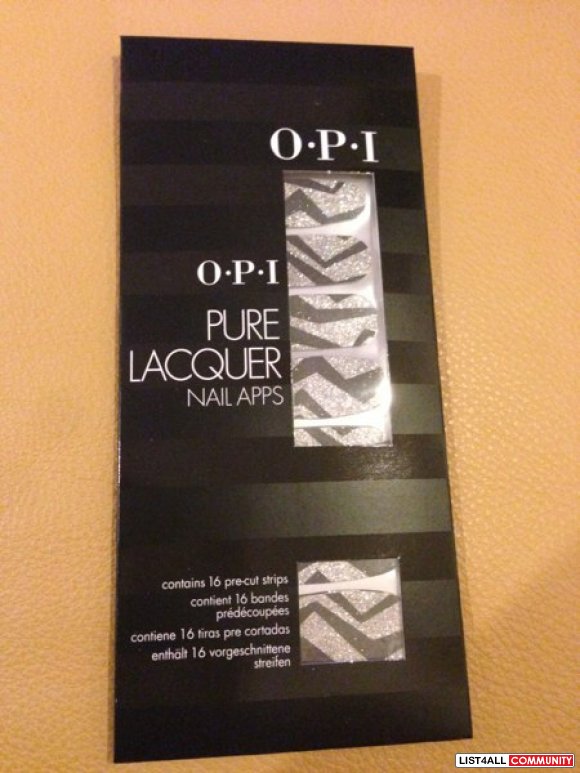 O·P·I
O·P·I
PURE
LACQUER
NAIL APPS
contains 16 pre-cut strips
contient 16 bandes
prédécoupées
contiene 16 tiras pre cortadas
enthält 16 vorgeschnittene
streifen
LIST4ALL COMMUNITY